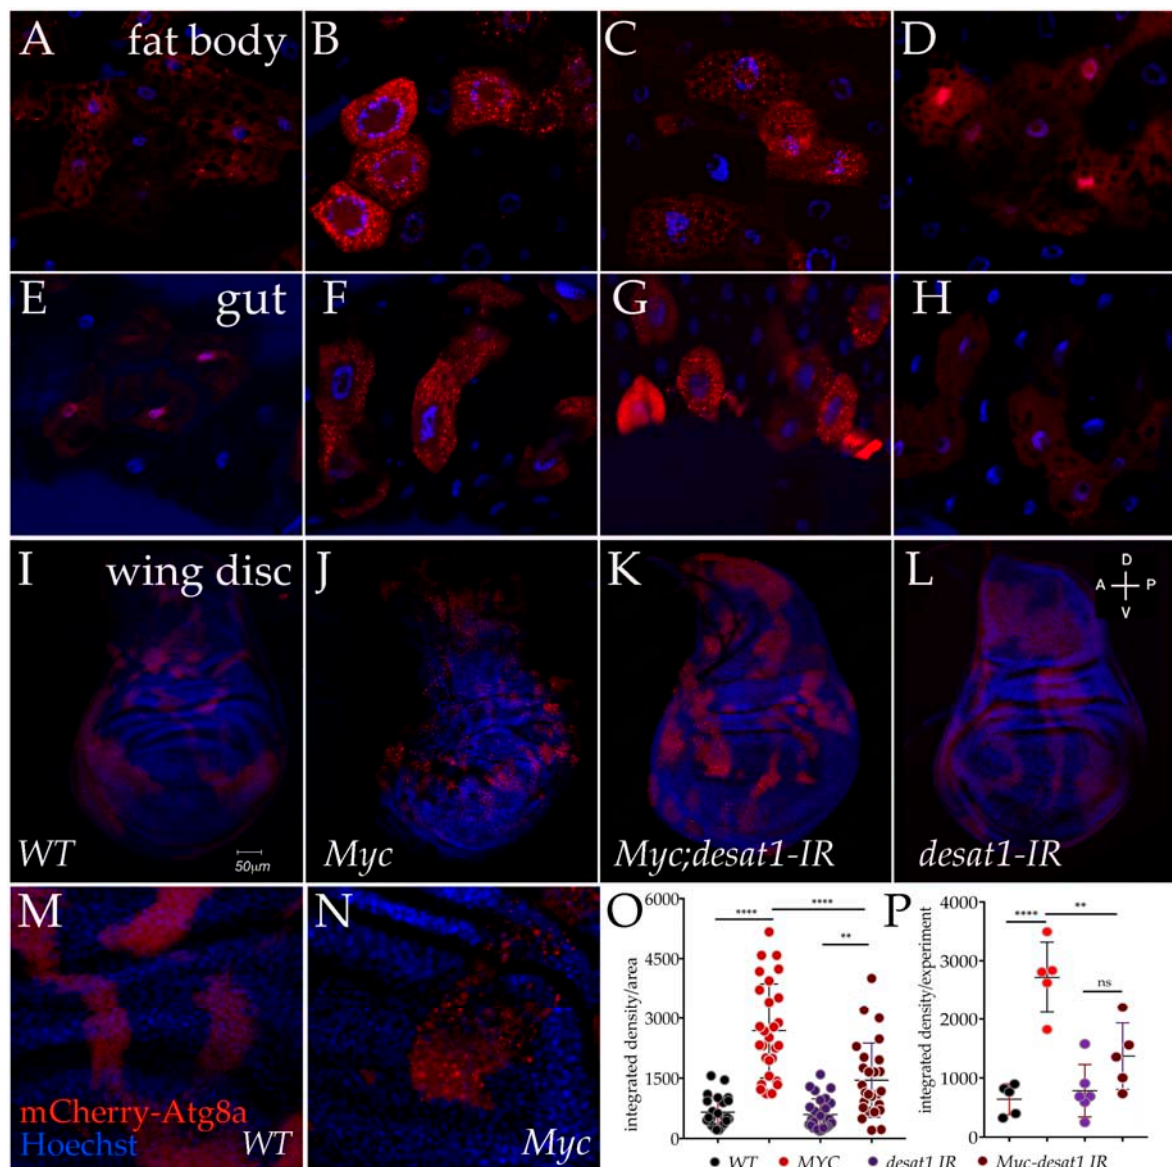 A fat body B C D
E gut F G H
I wing disc J K L
D
A P
V
WT
50μm
Myc
Myc;desat1-IR
desat1-IR
M N O P
mCherry-Atg8a
Hoechst WT
Myc
integrated density/area
6000
4500
3000
1500
0
****
****
**
integrated density/experiment
4000
3000
2000
1000
0
****
**
ns
WT MYC desat1 IR Myc-desat1 IR